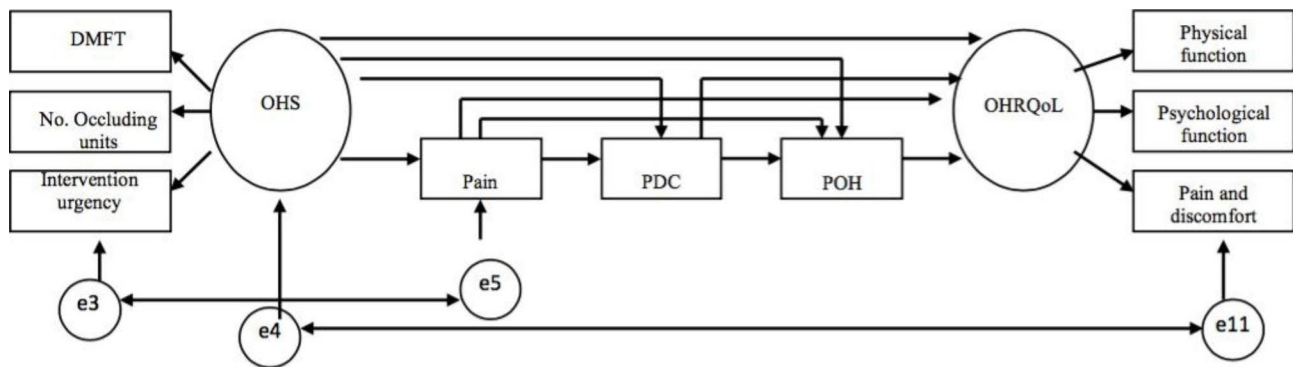 DMFT
No. Occluding
units
Intervention
urgency
OHS
Pain
PDC
POH
OHRQoL
Physical
function
Psychological
function
Pain and
discomfort
e3
e4
e5
e11